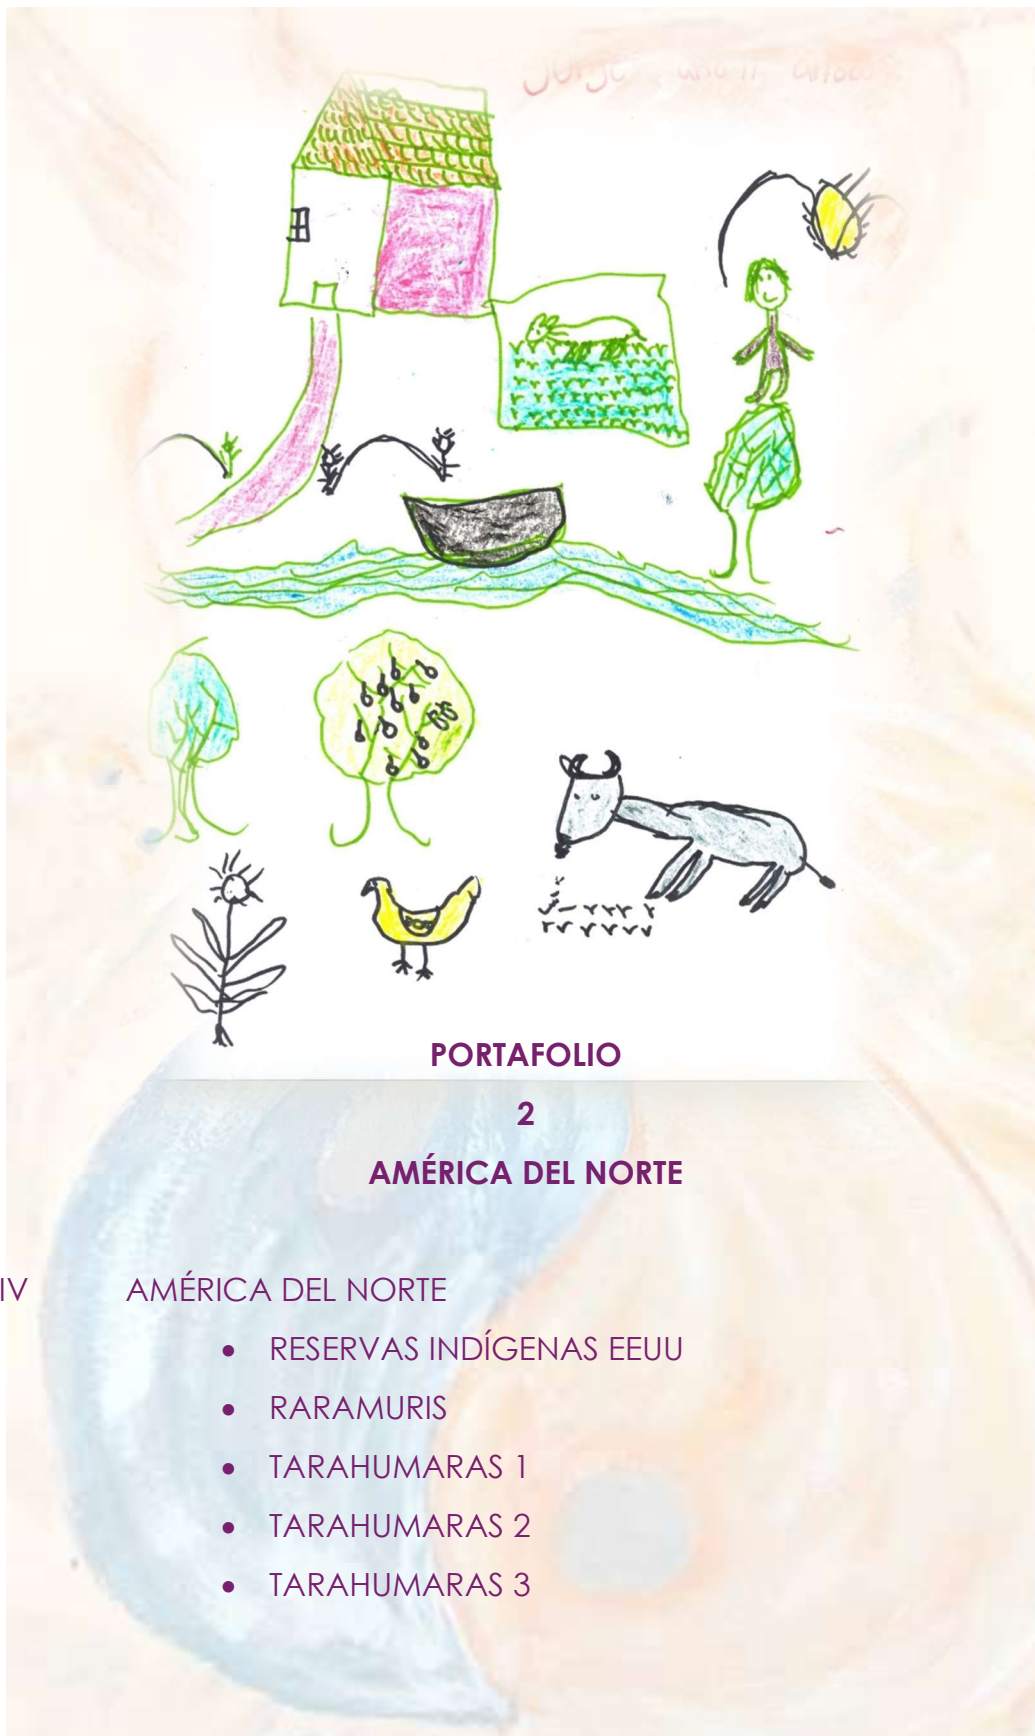 Jorje
PORTAFOLIO
2
AMÉRICA DEL NORTE
IV AMÉRICA DEL NORTE
• RESERVAS INDÍGENAS EEUU
• RARAMURIS
• TARAHUMARAS 1
• TARAHUMARAS 2
• TARAHUMARAS 3